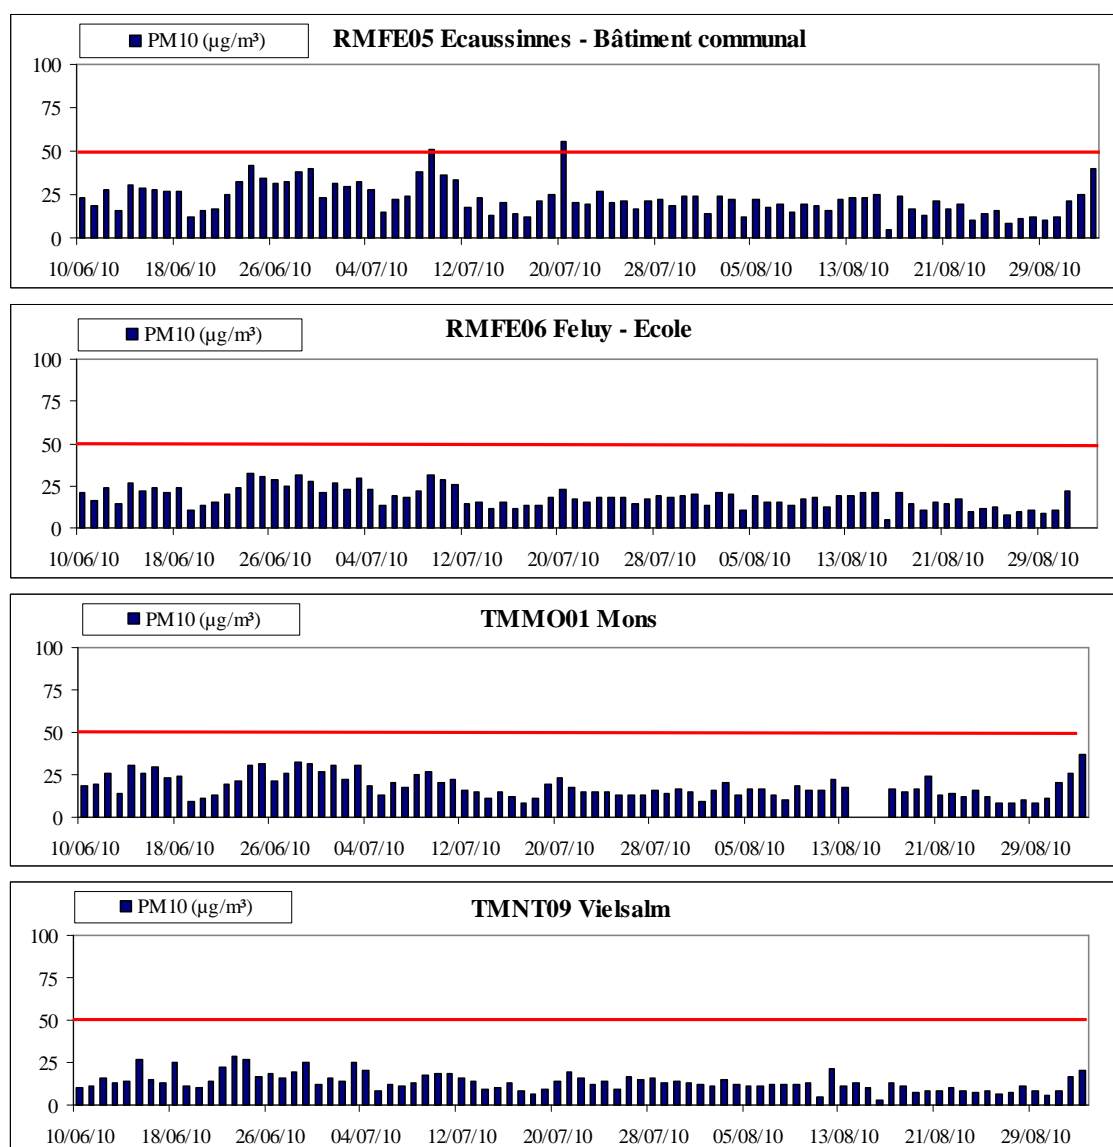 PM10 (µg/m³)
RMFE05 Ecaussinnes - Bâtiment communal
100
75
50
25
0
10/06/10 18/06/10 26/06/10 04/07/10 12/07/10 20/07/10 28/07/10 05/08/10 13/08/10 21/08/10 29/08/10
PM10 (µg/m³)
RMFE06 Feluy - Ecole
100
75
50
25
0
10/06/10 18/06/10 26/06/10 04/07/10 12/07/10 20/07/10 28/07/10 05/08/10 13/08/10 21/08/10 29/08/10
PM10 (µg/m³)
TMMO01 Mons
100
75
50
25
0
10/06/10 18/06/10 26/06/10 04/07/10 12/07/10 20/07/10 28/07/10 05/08/10 13/08/10 21/08/10 29/08/10
PM10 (µg/m³)
TMNT09 Vielsalm
100
75
50
25
0
10/06/10 18/06/10 26/06/10 04/07/10 12/07/10 20/07/10 28/07/10 05/08/10 13/08/10 21/08/10 29/08/10